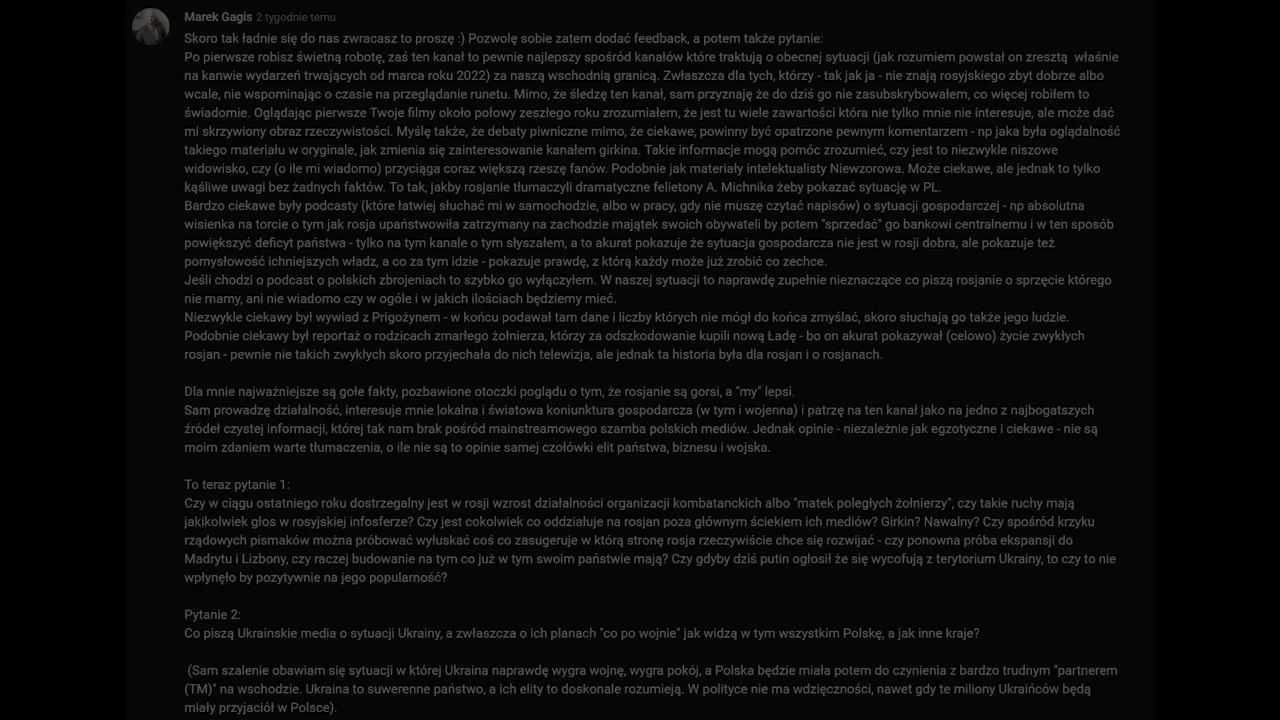 Marek Gagis 2 tygodnie temu
Skoro tak ładnie się do nas zwracasz to proszę :) Pozwolę sobie zatem dodać feedback, a potem także pytanie:
Po pierwsze robisz świetną robotę, zaś ten kanał to pewnie najlepszy spośród kanałów które traktują o obecnej sytuacji (jak rozumiem powstał on zresztą właśnie
na kanwie wydarzeń trwających od marca roku 2022) za naszą wschodnią granicą. Zwłaszcza dla tych, którzy - tak jak ja - nie znają rosyjskiego zbyt dobrze albo
wcale, nie wspominając o czasie na przeglądanie runetu. Mimo, że śledzę ten kanał, sam przyznaję że do dziś go nie zasubskrybowałem, co więcej robiłem to
świadomie. Oglądając pierwsze Twoje filmy około połowy zeszłego roku zrozumiałem, że jest tu wiele zawartości która nie tylko mnie nie interesuje, ale może dać
mi skrzywiony obraz rzeczywistości. Myślę także, że debaty piwniczne mimo, że ciekawe, powinny być opatrzone pewnym komentarzem - np jaka była oglądalność
takiego materiału w oryginale, jak zmienia się zainteresowanie kanałem girkina. Takie informacje mogą pomóc zrozumieć, czy jest to niezwykle niszowe
widowisko, czy (o ile mi wiadomo) przyciąga coraz większą rzeszę fanów. Podobnie jak materiały intelektualisty Niewzorowa. Może ciekawe, ale jednak to tylko
kąśliwe uwagi bez żadnych faktów. To tak, jakby rosjanie tłumaczyli dramatyczne felietony A. Michnika żeby pokazać sytuację w PL.
Bardzo ciekawe były podcasty (które łatwiej słuchać mi w samochodzie, albo w pracy, gdy nie muszę czytać napisów) o sytuacji gospodarczej - np absolutna
wisienka na torcie o tym jak rosja upaństwowiła zatrzymany na zachodzie majątek swoich obywateli by potem "sprzedać" go bankowi centralnemu i w ten sposób
powiększyć deficyt państwa - tylko na tym kanale o tym słyszałem, a to akurat pokazuje że sytuacja gospodarcza nie jest w rosji dobra, ale pokazuje też
pomysłowość ichniejszych władz, a co za tym idzie - pokazuje prawdę, z którą każdy może już zrobić co zechce.
Jeśli chodzi o podcast o polskich zbrojeniach to szybko go wyłączyłem. W naszej sytuacji to naprawdę zupełnie nieznaczące co piszą rosjanie o sprzęcie którego
nie mamy, ani nie wiadomo czy w ogóle i w jakich ilościach będziemy mieć.
Niezwykle ciekawy był wywiad z Prigożynem - w końcu podawał tam dane i liczby których nie mógł do końca zmyślać, skoro słuchają go także jego ludzie.
Podobnie ciekawy był reportaż o rodzicach zmarłego żołnierza, którzy za odszkodowanie kupili nową Ładę - bo on akurat pokazywał (celowo) życie zwykłych
rosjan - pewnie nie takich zwykłych skoro przyjechała do nich telewizja, ale jednak ta historia była dla rosjan i o rosjanach.
Dla mnie najważniejsze są gołe fakty, pozbawione otoczki poglądu o tym, że rosjanie są gorsi, a "my" lepsi.
Sam prowadzę działalność, interesuje mnie lokalna i światowa koniunktura gospodarcza (w tym i wojenna) i patrzę na ten kanał jako na jedno z najbogatszych
źródeł czystej informacji, której tak nam brak pośród mainstreamowego szamba polskich mediów. Jednak opinie - niezależnie jak egzotyczne i ciekawe - nie są
moim zdaniem warte tłumaczenia, o ile nie są to opinie samej czołówki elit państwa, biznesu i wojska.
To teraz pytanie 1:
Czy w ciągu ostatniego roku dostrzegalny jest w rosji wzrost działalności organizacji kombatanckich albo "matek poległych żołnierzy", czy takie ruchy mają
jakikolwiek głos w rosyjskiej infosferze? Czy jest cokolwiek co oddziałuje na rosjan poza głównym ściekiem ich mediów? Girkin? Nawalny? Czy spośród krzyku
rządowych pismaków można próbować wyłuskać coś co zasugeruje w którą stronę rosja rzeczywiście chce się rozwijać - czy ponowna próba ekspansji do
Madrytu i Lizbony, czy raczej budowanie na tym co już w tym swoim państwie mają? Czy gdyby dziś putin ogłosił że się wycofują z terytorium Ukrainy, to czy to nie
wpłynęło by pozytywnie na jego popularność?
Pytanie 2:
Co piszą Ukrainskie media o sytuacji Ukrainy, a zwłaszcza o ich planach "co po wojnie" jak widzą w tym wszystkim Polskę, a jak inne kraje?
(Sam szalenie obawiam się sytuacji w której Ukraina naprawdę wygra wojnę, wygra pokój, a Polska będzie miała potem do czynienia z bardzo trudnym "partnerem
(TM)" na wschodzie. Ukraina to suwerenne państwo, a ich elity to doskonale rozumieją. W polityce nie ma wdzięczności, nawet gdy te miliony Ukraińców będą
miały przyjaciół w Polsce).